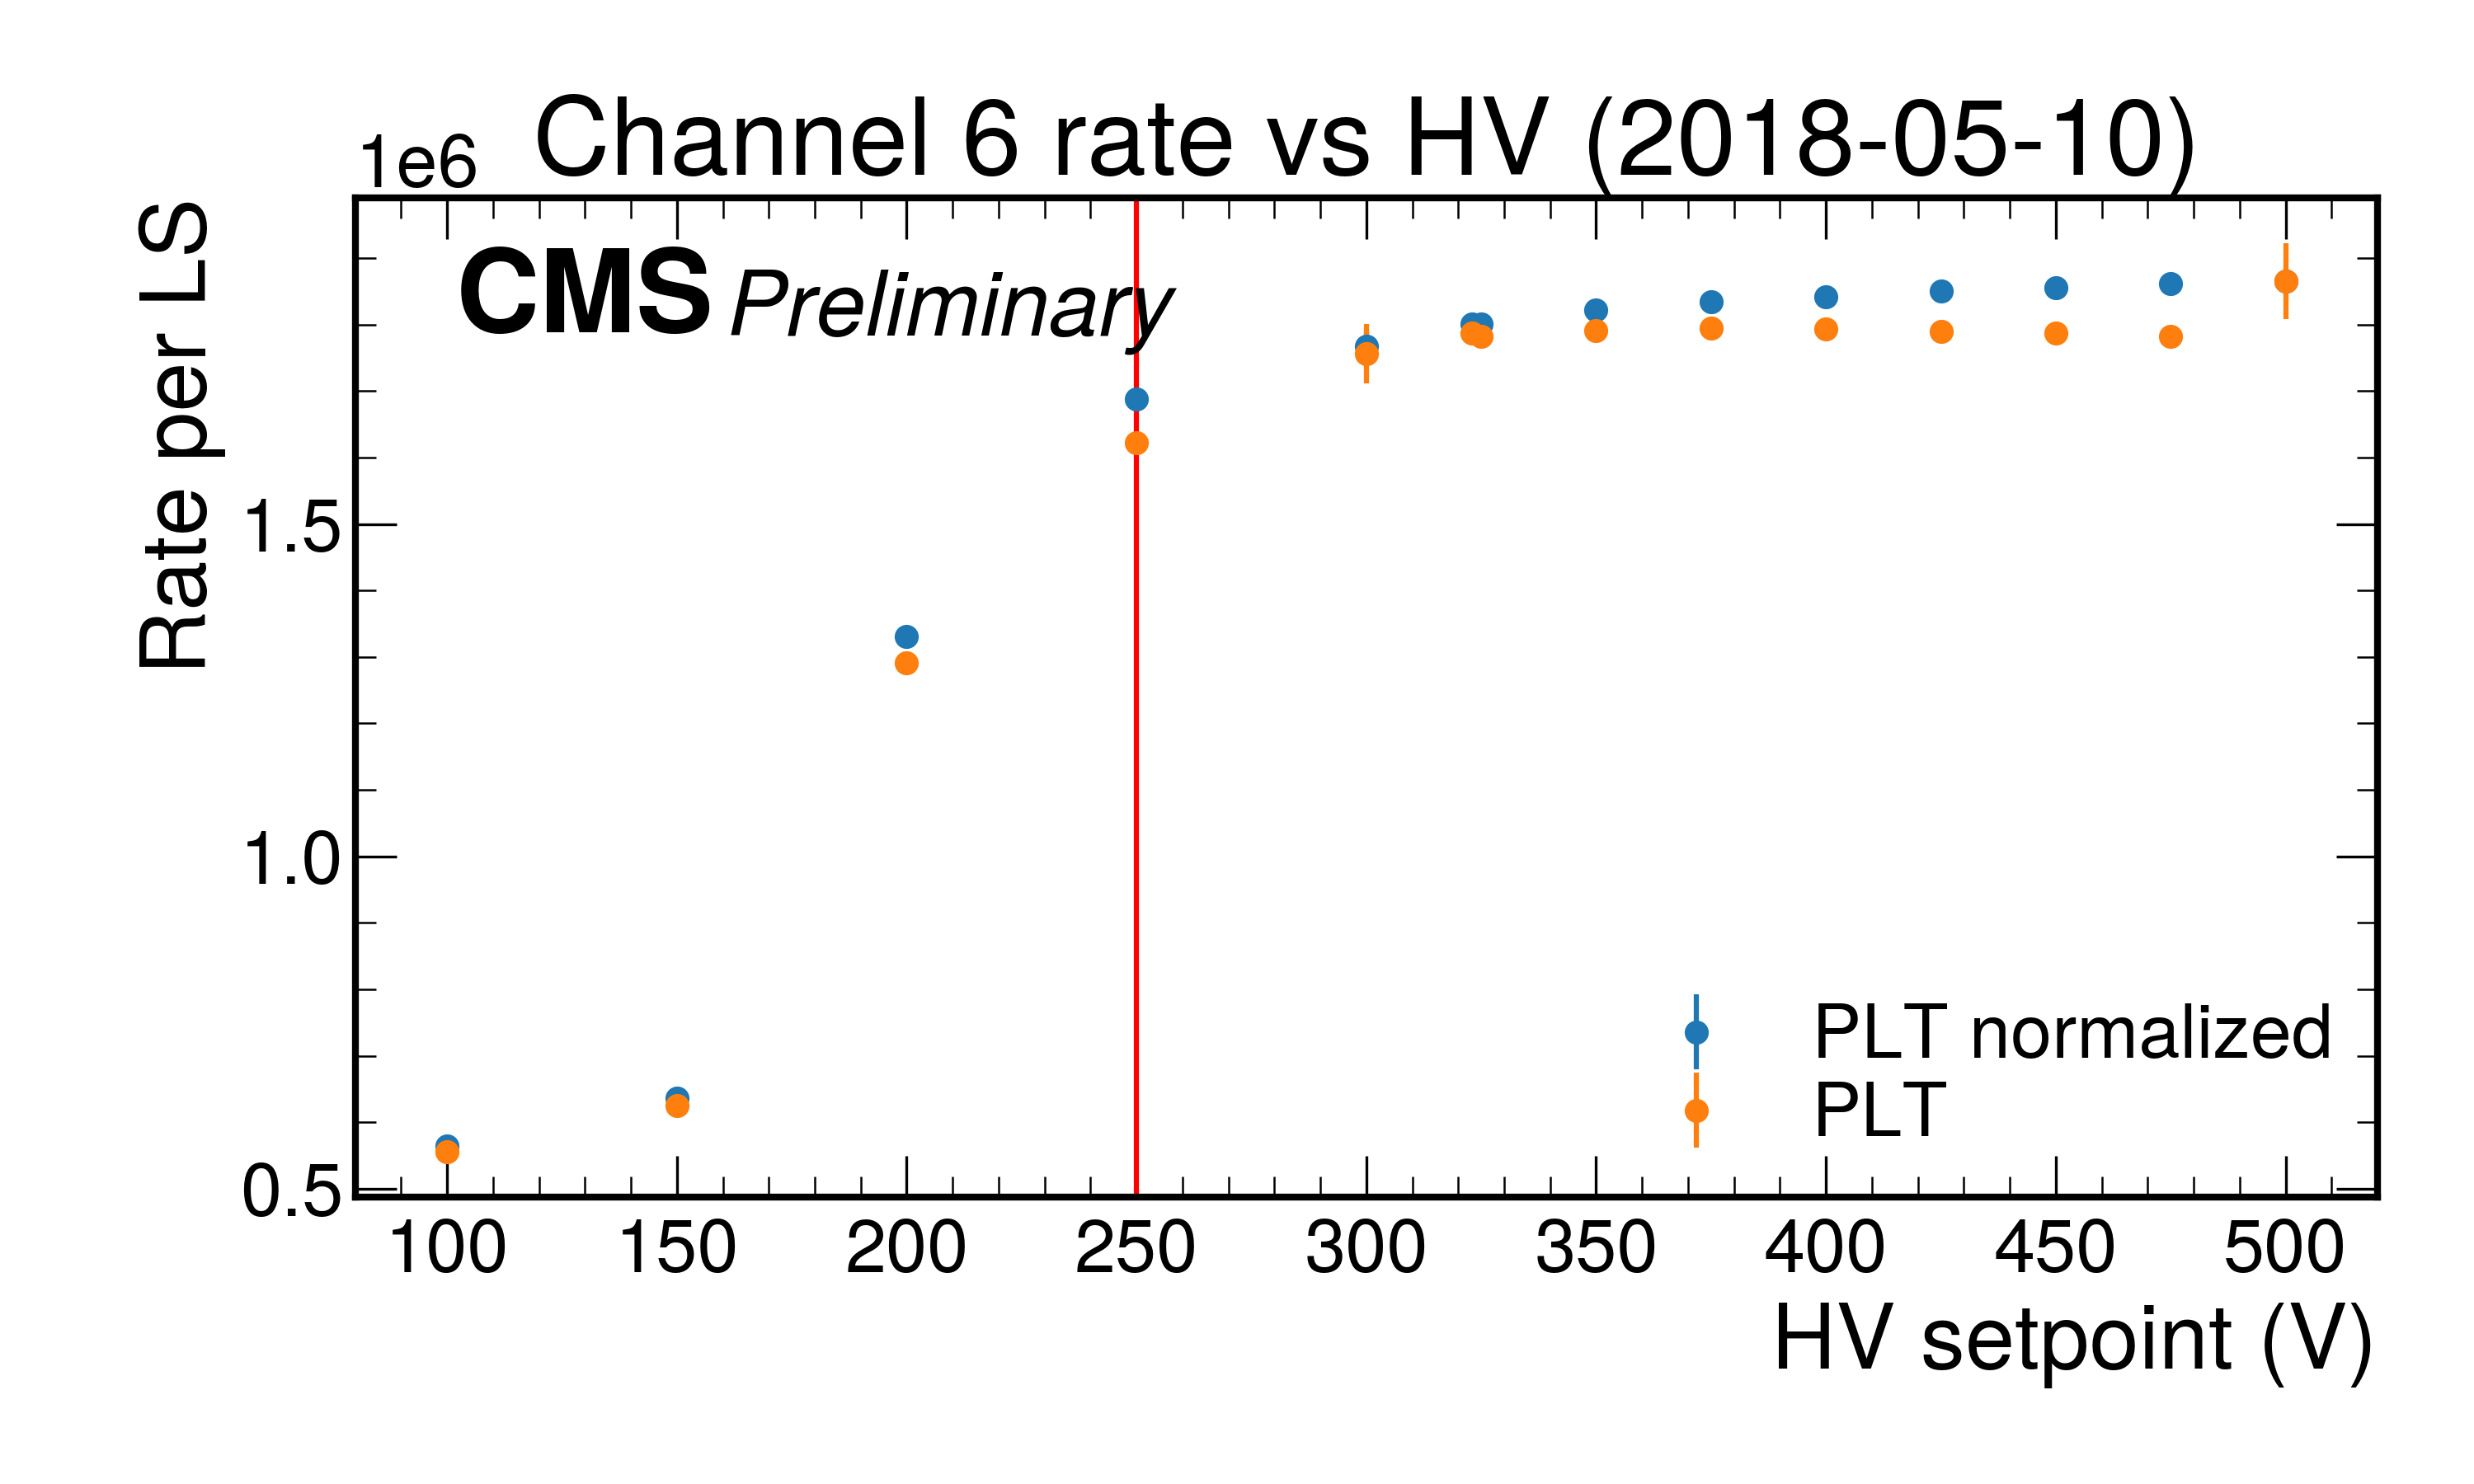 Channel 6 rate vs HV (2018-05-10)
1e6
CMS Preliminary
Rate per LS
1.5
1.0
0.5
PLT normalized
PLT
100 150 200 250 300 350 400 450 500
HV setpoint (V)